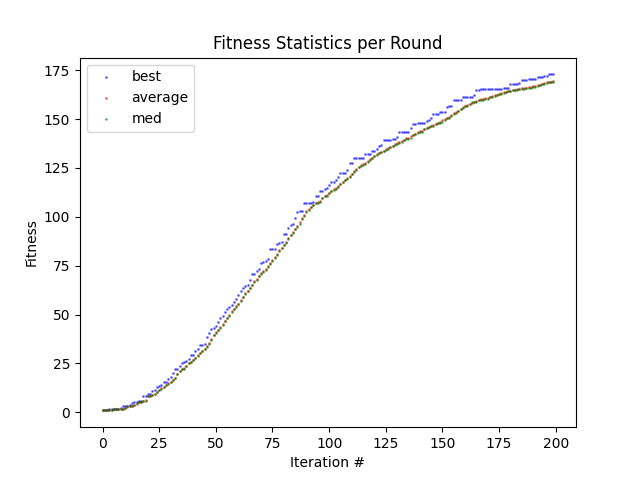 Fitness Statistics per Round
best
average
med
Fitness
175
150
125
100
75
50
25
0
0 25 50 75 100 125 150 175 200
Iteration #